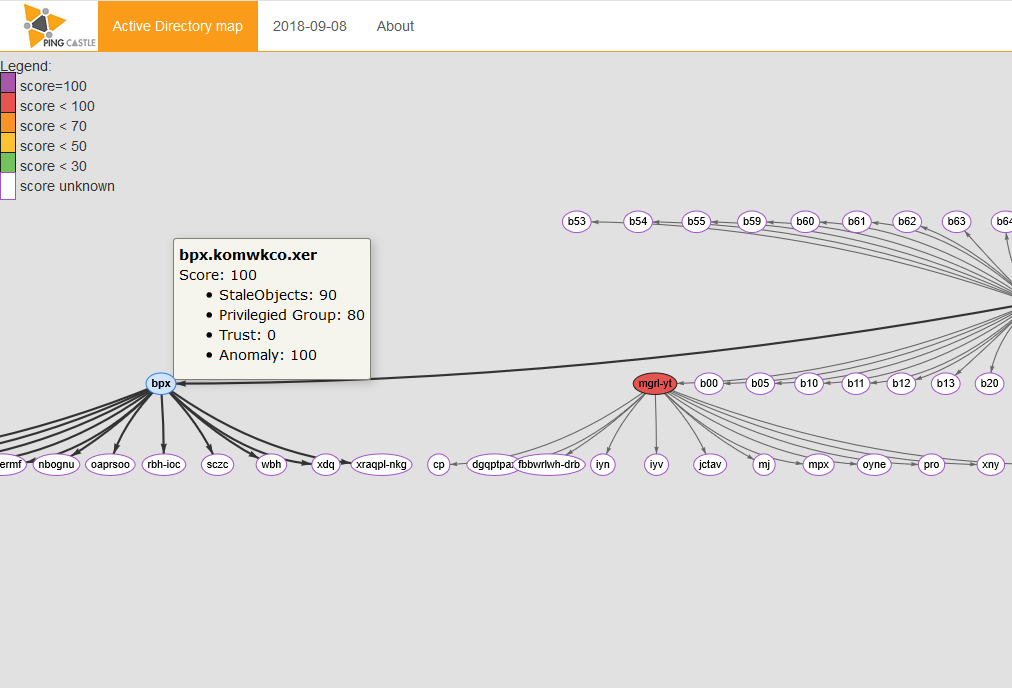 PING CASTLE
Active Directory map
2018-09-08
About
Legend:
score=100
score < 100
score < 70
score < 50
score < 30
score unknown
b53
b54
b55
b59
b60
b61
b62
b63
b64
bpx.komwkco.xer
Score: 100
• StaleObjects: 90
• Privilegied Group: 80
• Trust: 0
• Anomaly: 100
bpx
mgrl-yt
b00
b05
b10
b11
b12
b13
b20
ermf
nbognu
oaprsoo
rbh-ioc
sczc
wbh
xdq
xraqpl-nkg
cp
dgqptpa
fbbwrlwh-drb
iyn
iyv
jctav
mj
mpx
oyne
pro
xny